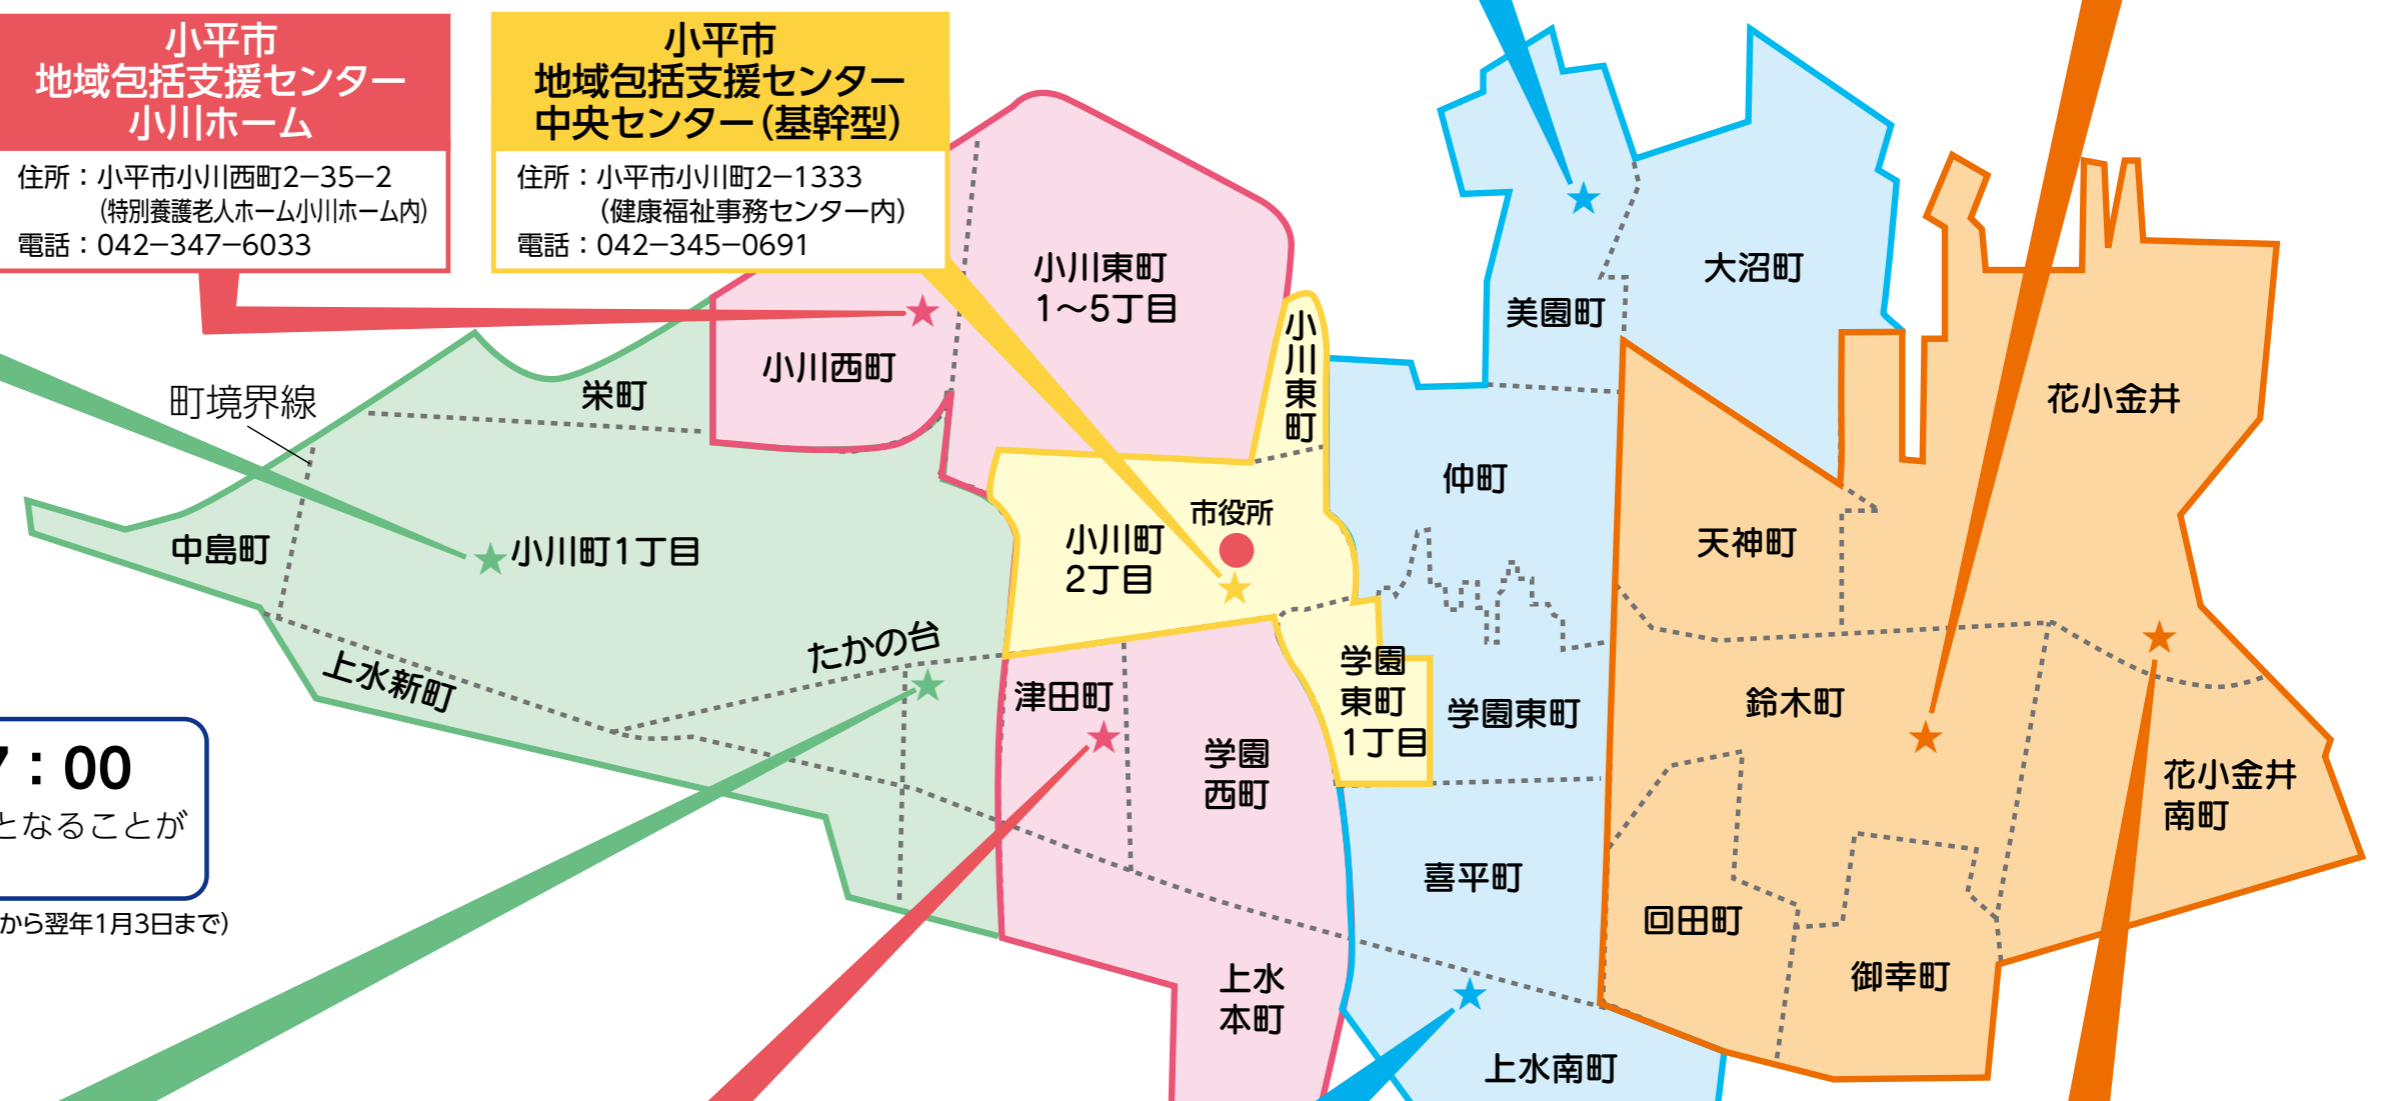 小平市
地域包括支援センター
小川ホーム
住所：小平市小川西町2−35−2
（特別養護老人ホーム小川ホーム内）
電話：042−347−6033
小平市
地域包括支援センター
中央センター（基幹型）
住所：小平市小川町2−1333
（健康福祉事務センター内）
電話：042−345−0691
小川東町
1〜5丁目
小川西町
栄町
町境界線
中島町
小川町1丁目
上水新町
たかの台
小川東町
市役所
小川町
2丁目
津田町
学園
西町
学園
東町
1丁目
上水
本町
美園町
大沼町
仲町
学園東町
喜平町
上水南町
花小金井
天神町
鈴木町
回田町
御幸町
花小金井
南町
：00
となることが
から翌年1月3日まで）